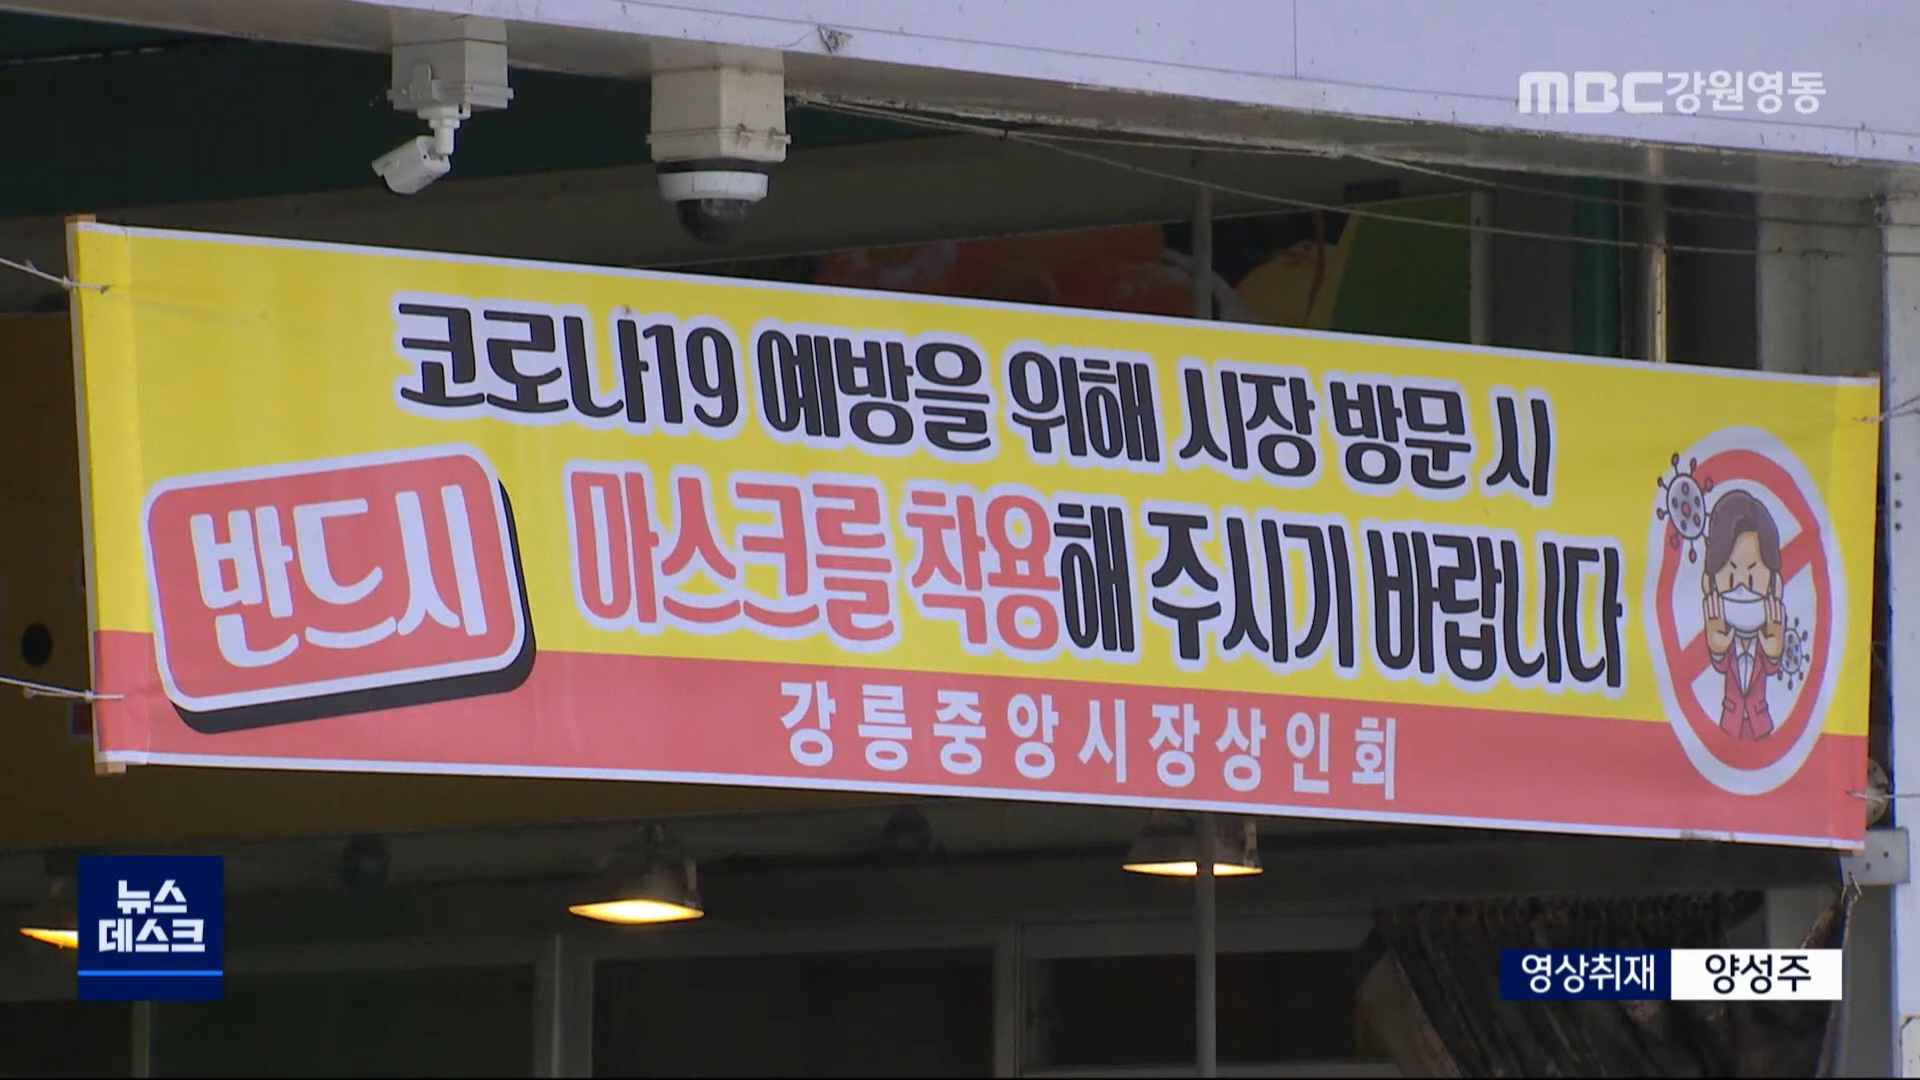 MBC강원영동
코로나19 예방을 위해 시장 방문 시
반드시 마스크를 착용해 주시기 바랍니다
강릉중앙시장상인회
뉴스
데스크
영상취재 양성주